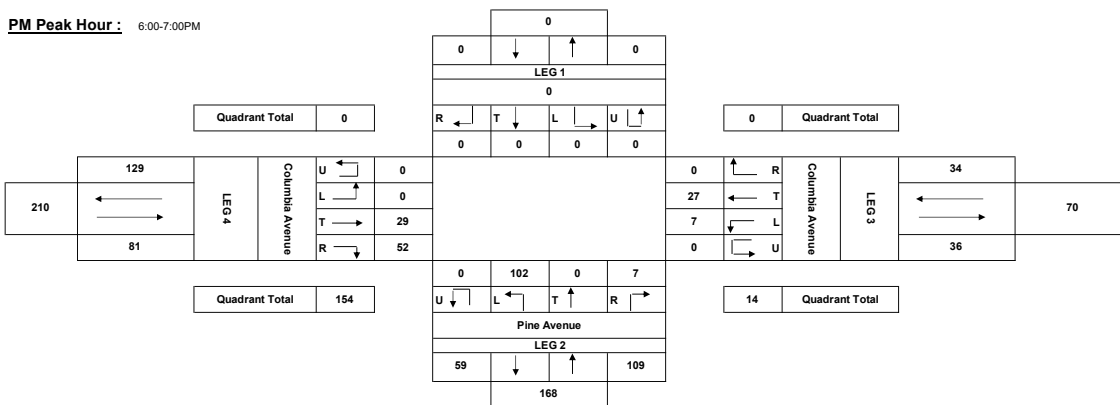 0
PM Peak Hour : 6:00-7:00PM
0 0
LEG 1
0
Quadrant Total 0
R T L U
0 Quadrant Total
0 0 0 0
129
U 0
0 R
34
210
LEG 4
Columbia Avenue
L 0
27 T
Columbia Avenue
LEG 3
70
T 29
7 L
81
R 52
0 U
36
0 102 0 7
Quadrant Total 154
U L T R
14 Quadrant Total
Pine Avenue
LEG 2
59 109
168